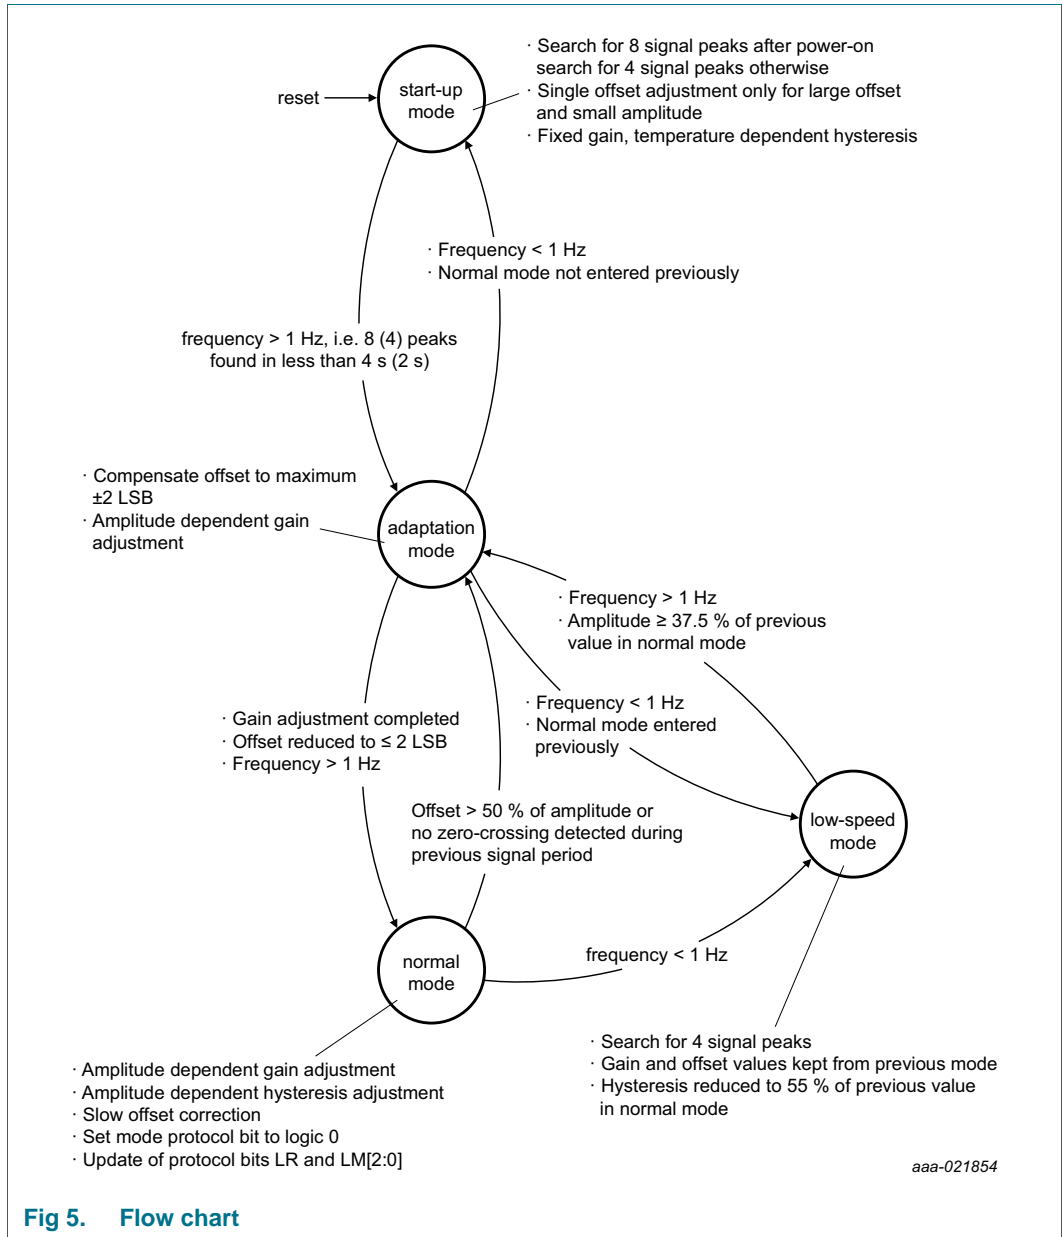 · Search for 8 signal peaks after power-on
search for 4 signal peaks otherwise
· Single offset adjustment only for large offset
and small amplitude
· Fixed gain, temperature dependent hysteresis
reset
start-up
mode
· Frequency < 1 Hz
· Normal mode not entered previously
frequency > 1 Hz, i.e. 8 (4) peaks
found in less than 4 s (2 s)
· Compensate offset to maximum
±2 LSB
· Amplitude dependent gain
adjustment
adaptation
mode
· Frequency > 1 Hz
· Amplitude ≥ 37.5 % of previous
value in normal mode
· Frequency < 1 Hz
· Normal mode entered
previously
· Gain adjustment completed
· Offset reduced to ≤ 2 LSB
· Frequency > 1 Hz
Offset > 50 % of amplitude or
no zero-crossing detected during
previous signal period
low-speed
mode
normal
mode
frequency < 1 Hz
· Search for 4 signal peaks
· Gain and offset values kept from previous mode
· Hysteresis reduced to 55 % of previous value
in normal mode
· Amplitude dependent gain adjustment
· Amplitude dependent hysteresis adjustment
· Slow offset correction
· Set mode protocol bit to logic 0
· Update of protocol bits LR and LM[2:0]
aaa-021854
Fig 5. Flow chart